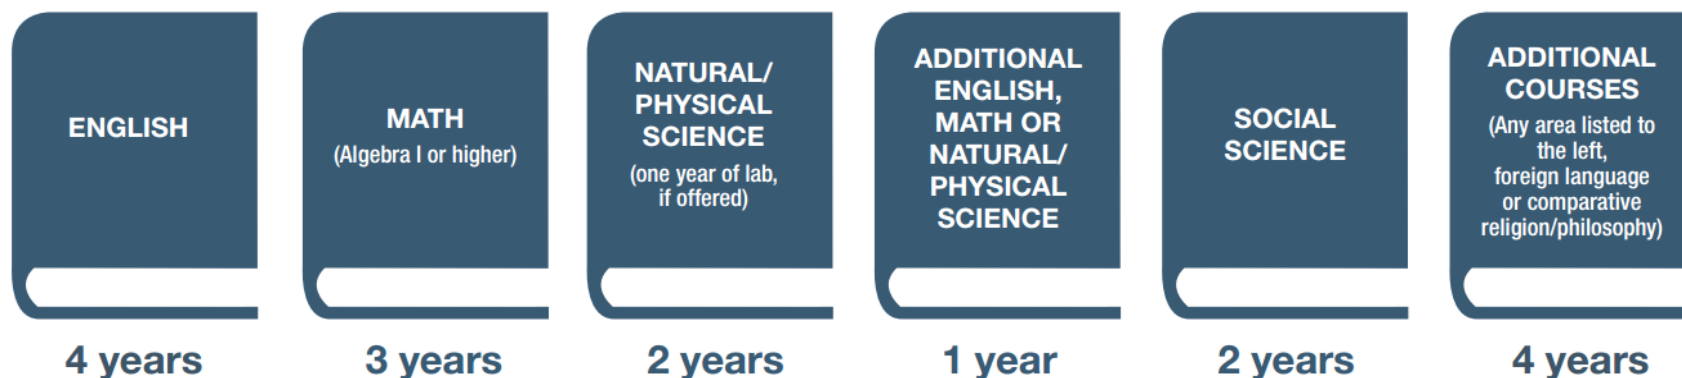 ENGLISH
4 years
MATH
(Algebra I or higher)
3 years
NATURAL/
PHYSICAL
SCIENCE
(one year of lab,
if offered)
2 years
ADDITIONAL
ENGLISH,
MATH OR
NATURAL/
PHYSICAL
SCIENCE
1 year
SOCIAL
SCIENCE
2 years
ADDITIONAL
COURSES
(Any area listed to
the left,
foreign language
or comparative
religion/philosophy)
4 years